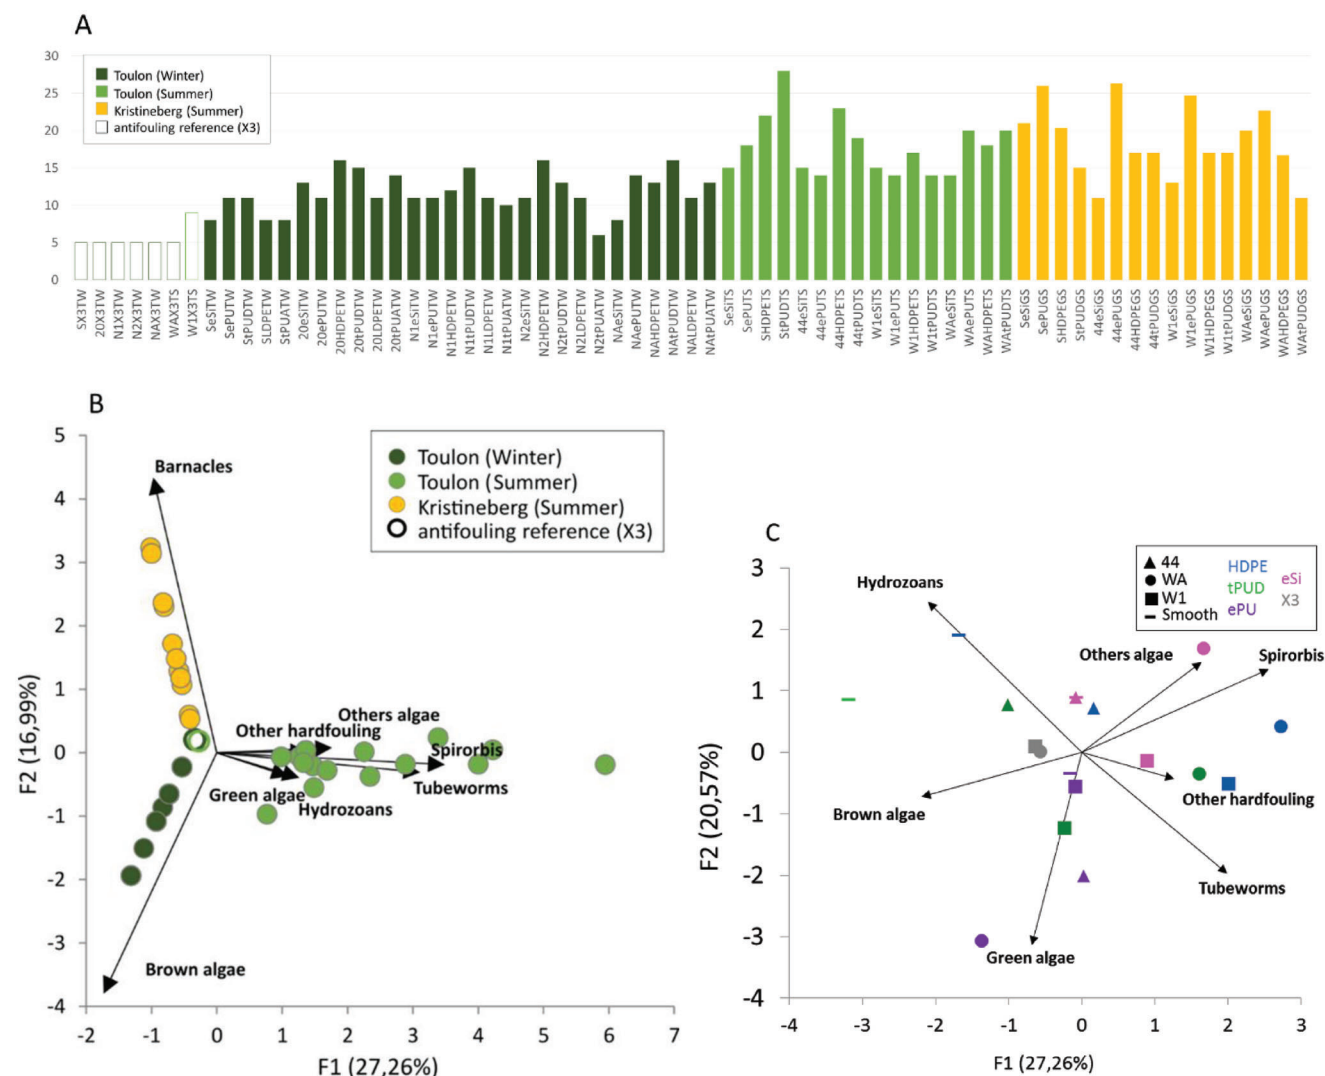 A
30
25
20
15
10
5
0
Toulon (Winter)
Toulon (Summer)
Kristineberg (Summer)
antifouling reference (X3)
SX3TW
20X3TW
N1X3TW
N2X3TW
NAX3TW
WAX3TS
W1X3TS
SeSiTW
SePUTW
StPUDTW
SLDPETW
StPUATW
20eSiTW
20ePUTW
20HDPETW
20tPUDTW
20LDPETW
20tPUATW
N1eSiTW
N1ePUTW
N1HDPETW
N1tPUDTW
N1LDPETW
N1tPUATW
N2eSiTW
N2HDPETW
N2tPUDTW
N2LDPETW
N2tPUATW
NAeSiTW
NAePUTW
NAHDPETW
NAtPUDTW
NALDPETW
NAtPUATW
SeSiTS
SePUTS
SHDPETS
StPUDTS
44eSiTS
44ePUTS
44HDPETS
44tPUDTS
W1eSiTS
W1ePUTS
W1HDPETS
W1tPUDTS
WAeSiTS
WAePUTS
WAHDPETS
WAtPUDTS
SeSiGS
SePUGS
SHDPEGS
StPUDGS
44eSiGS
44ePUGS
44HDPEGS
44tPUDGS
W1eSiGS
W1ePUGS
W1HDPEGS
W1tPUDGS
WAeSiGS
WAePUGS
WAHDPEGS
WAtPUDGS
B
5
4
3
2
1
0
-1
-2
-3
-4
F2 (16,99%)
Toulon (Winter)
Toulon (Summer)
Kristineberg (Summer)
antifouling reference (X3)
Barnacles
Others algae
Other hardfouling
Spirorbis
Tubeworms
Green algae
Hydrozoans
Brown algae
-2 -1 0 1 2 3 4 5 6 7
F1 (27,26%)
C
44 HDPE
WA tPUD eSi
W1 ePU X3
Smooth
3
2
1
0
-1
-2
-3
-4
F2 (20,57%)
Hydrozoans
Others algae
Spirorbis
Other hardfouling
Brown algae
Tubeworms
Green algae
-4 -3 -2 -1 0 1 2 3
F1 (27,26%)